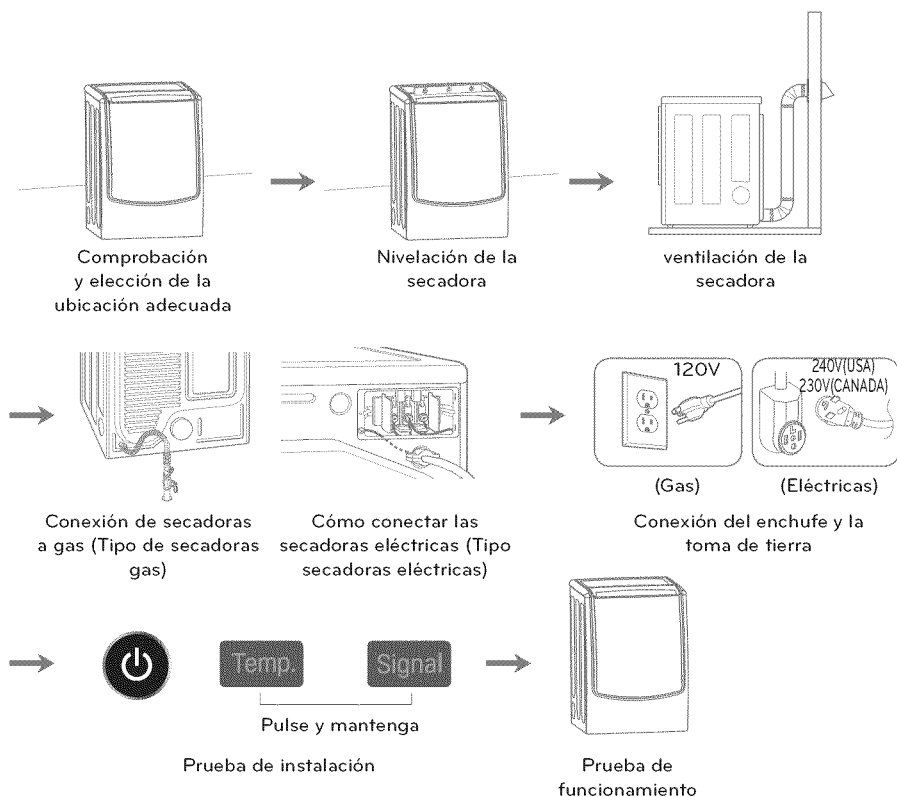 Comprobación
y elección de la
ubicación adecuada
Nivelación de la
secadora
ventilación de la
secadora
Conexión de secadoras
a gas (Tipo de secadoras
gas)
Cómo conectar las
secadoras eléctricas (Tipo
secadoras eléctricas)
120V
(Gas)
240V(USA)
230V(CANADA)
(Eléctricas)
Conexión del enchufe y la
toma de tierra
Temp.
Signal
Pulse y mantenga
Prueba de instalación
Prueba de
funcionamiento